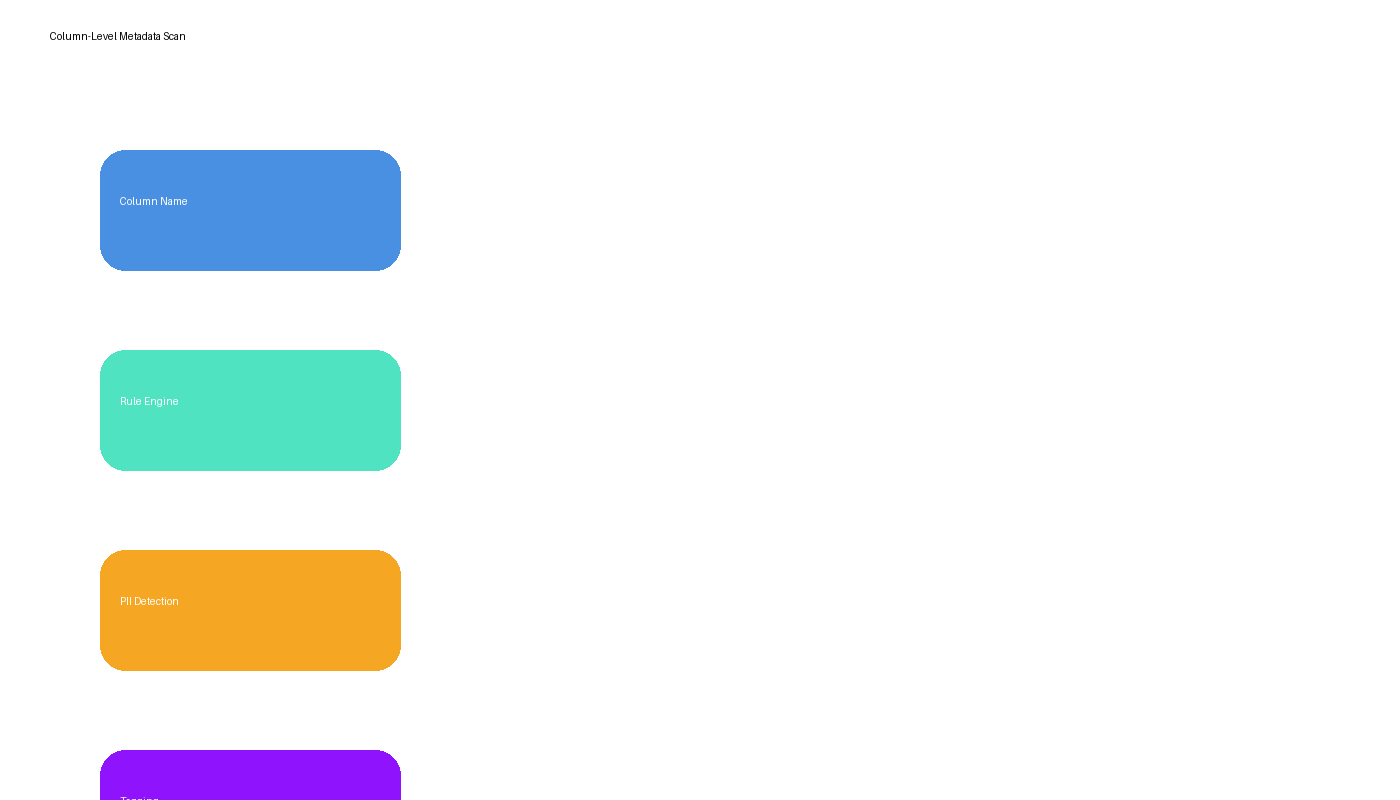 Column-Level Metadata Scan
Column Name
Rule Engine
PII Detection